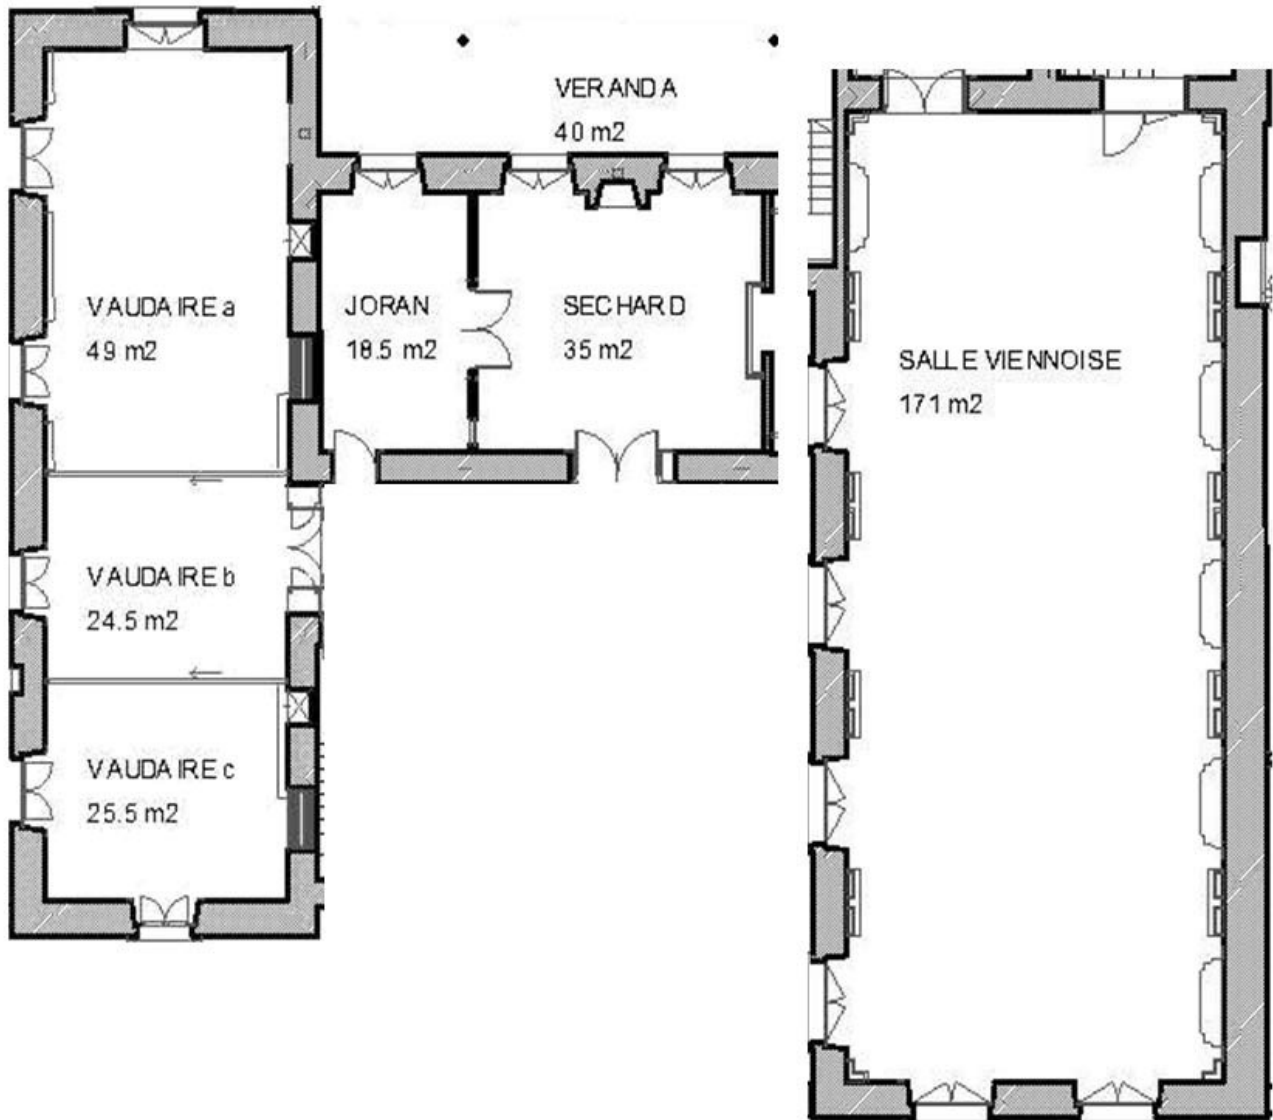 VERANDA
40 m2
VAUDAIRE a
49 m2
JORAN
18.5 m2
SECHARD
35 m2
SALLE VIENNOISE
171 m2
VAUDAIRE b
24.5 m2
VAUDAIRE c
25.5 m2